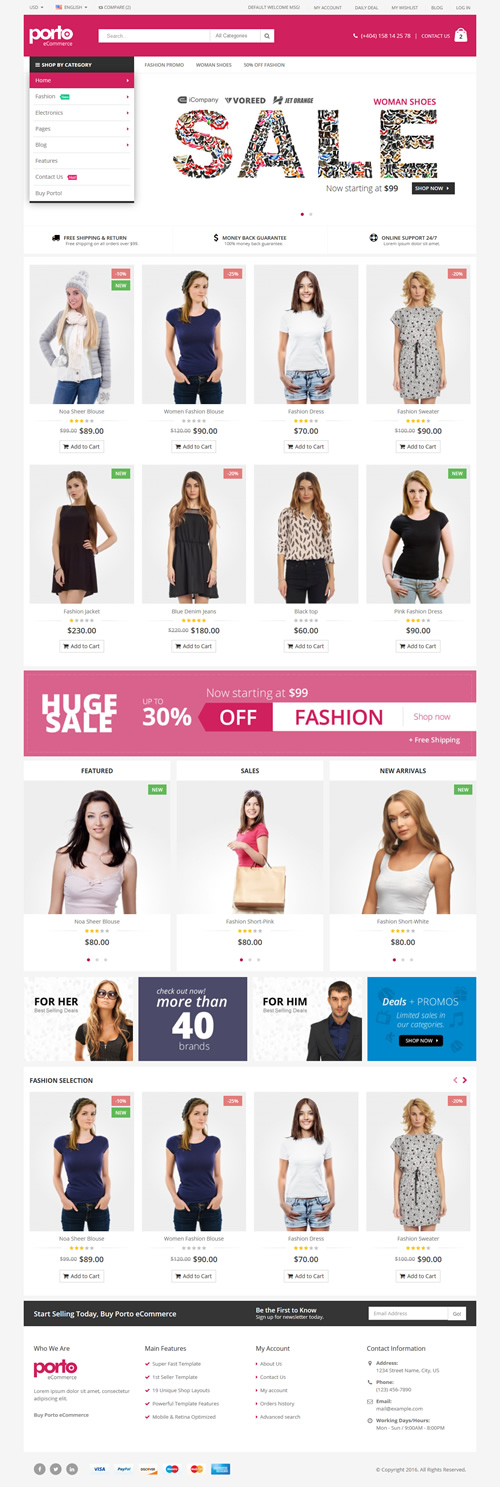 USD ENGLISH COMPARE (2) DEFAULT WELCOME MSG! MY ACCOUNT DAILY DEAL MY WISHLIST BLOG LOG IN
porto
eCommerce
Search... All Categories
(+404) 158 14 25 78 | CONTACT US 2
SHOP BY CATEGORY FASHION PROMO WOMAN SHOES 50% OFF FASHION
Home
Fashion
Electronics
Pages
Blog
Features
Contact Us
Buy Porto!
iCompany VOREED JET ORANGE
WOMAN SHOES
SALE
Now starting at $99 SHOP NOW
FREE SHIPPING & RETURN
Free shipping on all orders over $99.
MONEY BACK GUARANTEE
100% money back guarantee.
ONLINE SUPPORT 24/7
Lorem ipsum dolor sit amet.
-10% -25% -20%
NEW
Noa Sheer Blouse Women Fashion Blouse Fashion Dress Fashion Sweater
$99.00 $89.00 $120.00 $90.00 $70.00 $100.00 $90.00
Add to Cart Add to Cart Add to Cart Add to Cart
NEW -20% NEW
Fashion Jacket Blue Denim Jeans Black top Pink Fashion Dress
$230.00 $220.00 $180.00 $60.00 $90.00
Add to Cart Add to Cart Add to Cart Add to Cart
HUGE
SALE
UP TO
30%
Now starting at $99
OFF FASHION Shop now
+ Free Shipping
FEATURED SALES NEW ARRIVALS
NEW NEW
Noa Sheer Blouse Fashion Short-Pink Fashion Short-White
$80.00 $80.00 $80.00
FOR HER
Best Selling Deals
check out now!
more than
40
brands
FOR HIM
Best Selling Deals
Deals + PROMOS
Limited sales in
our categories.
SHOP NOW
FASHION SELECTION
-10% -25% -20%
NEW
Noa Sheer Blouse Women Fashion Blouse Fashion Dress Fashion Sweater
$99.00 $89.00 $120.00 $90.00 $70.00 $100.00 $90.00
Add to Cart Add to Cart Add to Cart Add to Cart
Start Selling Today, Buy Porto eCommerce
Be the First to Know
Sign up for newsletter today.
Email Address Go!
Who We Are
porto
eCommerce
Lorem ipsum dolor sit amet, consectetur
adipiscing elit.
Buy Porto eCommerce
Main Features
Super Fast Template
1st Seller Template
19 Unique Shop Layouts
Powerful Template Features
Mobile & Retina Optimized
My Account
About Us
Contact Us
My account
Orders history
Advanced search
Contact Information
Address:
1234 Street Name, City, US
Phone:
(123) 456-7890
Email:
mail@example.com
Working Days/Hours:
Mon - Sun / 9:00AM - 8:00PM
VISA PayPal DISCOVER
© Copyright 2016. All Rights Reserved.